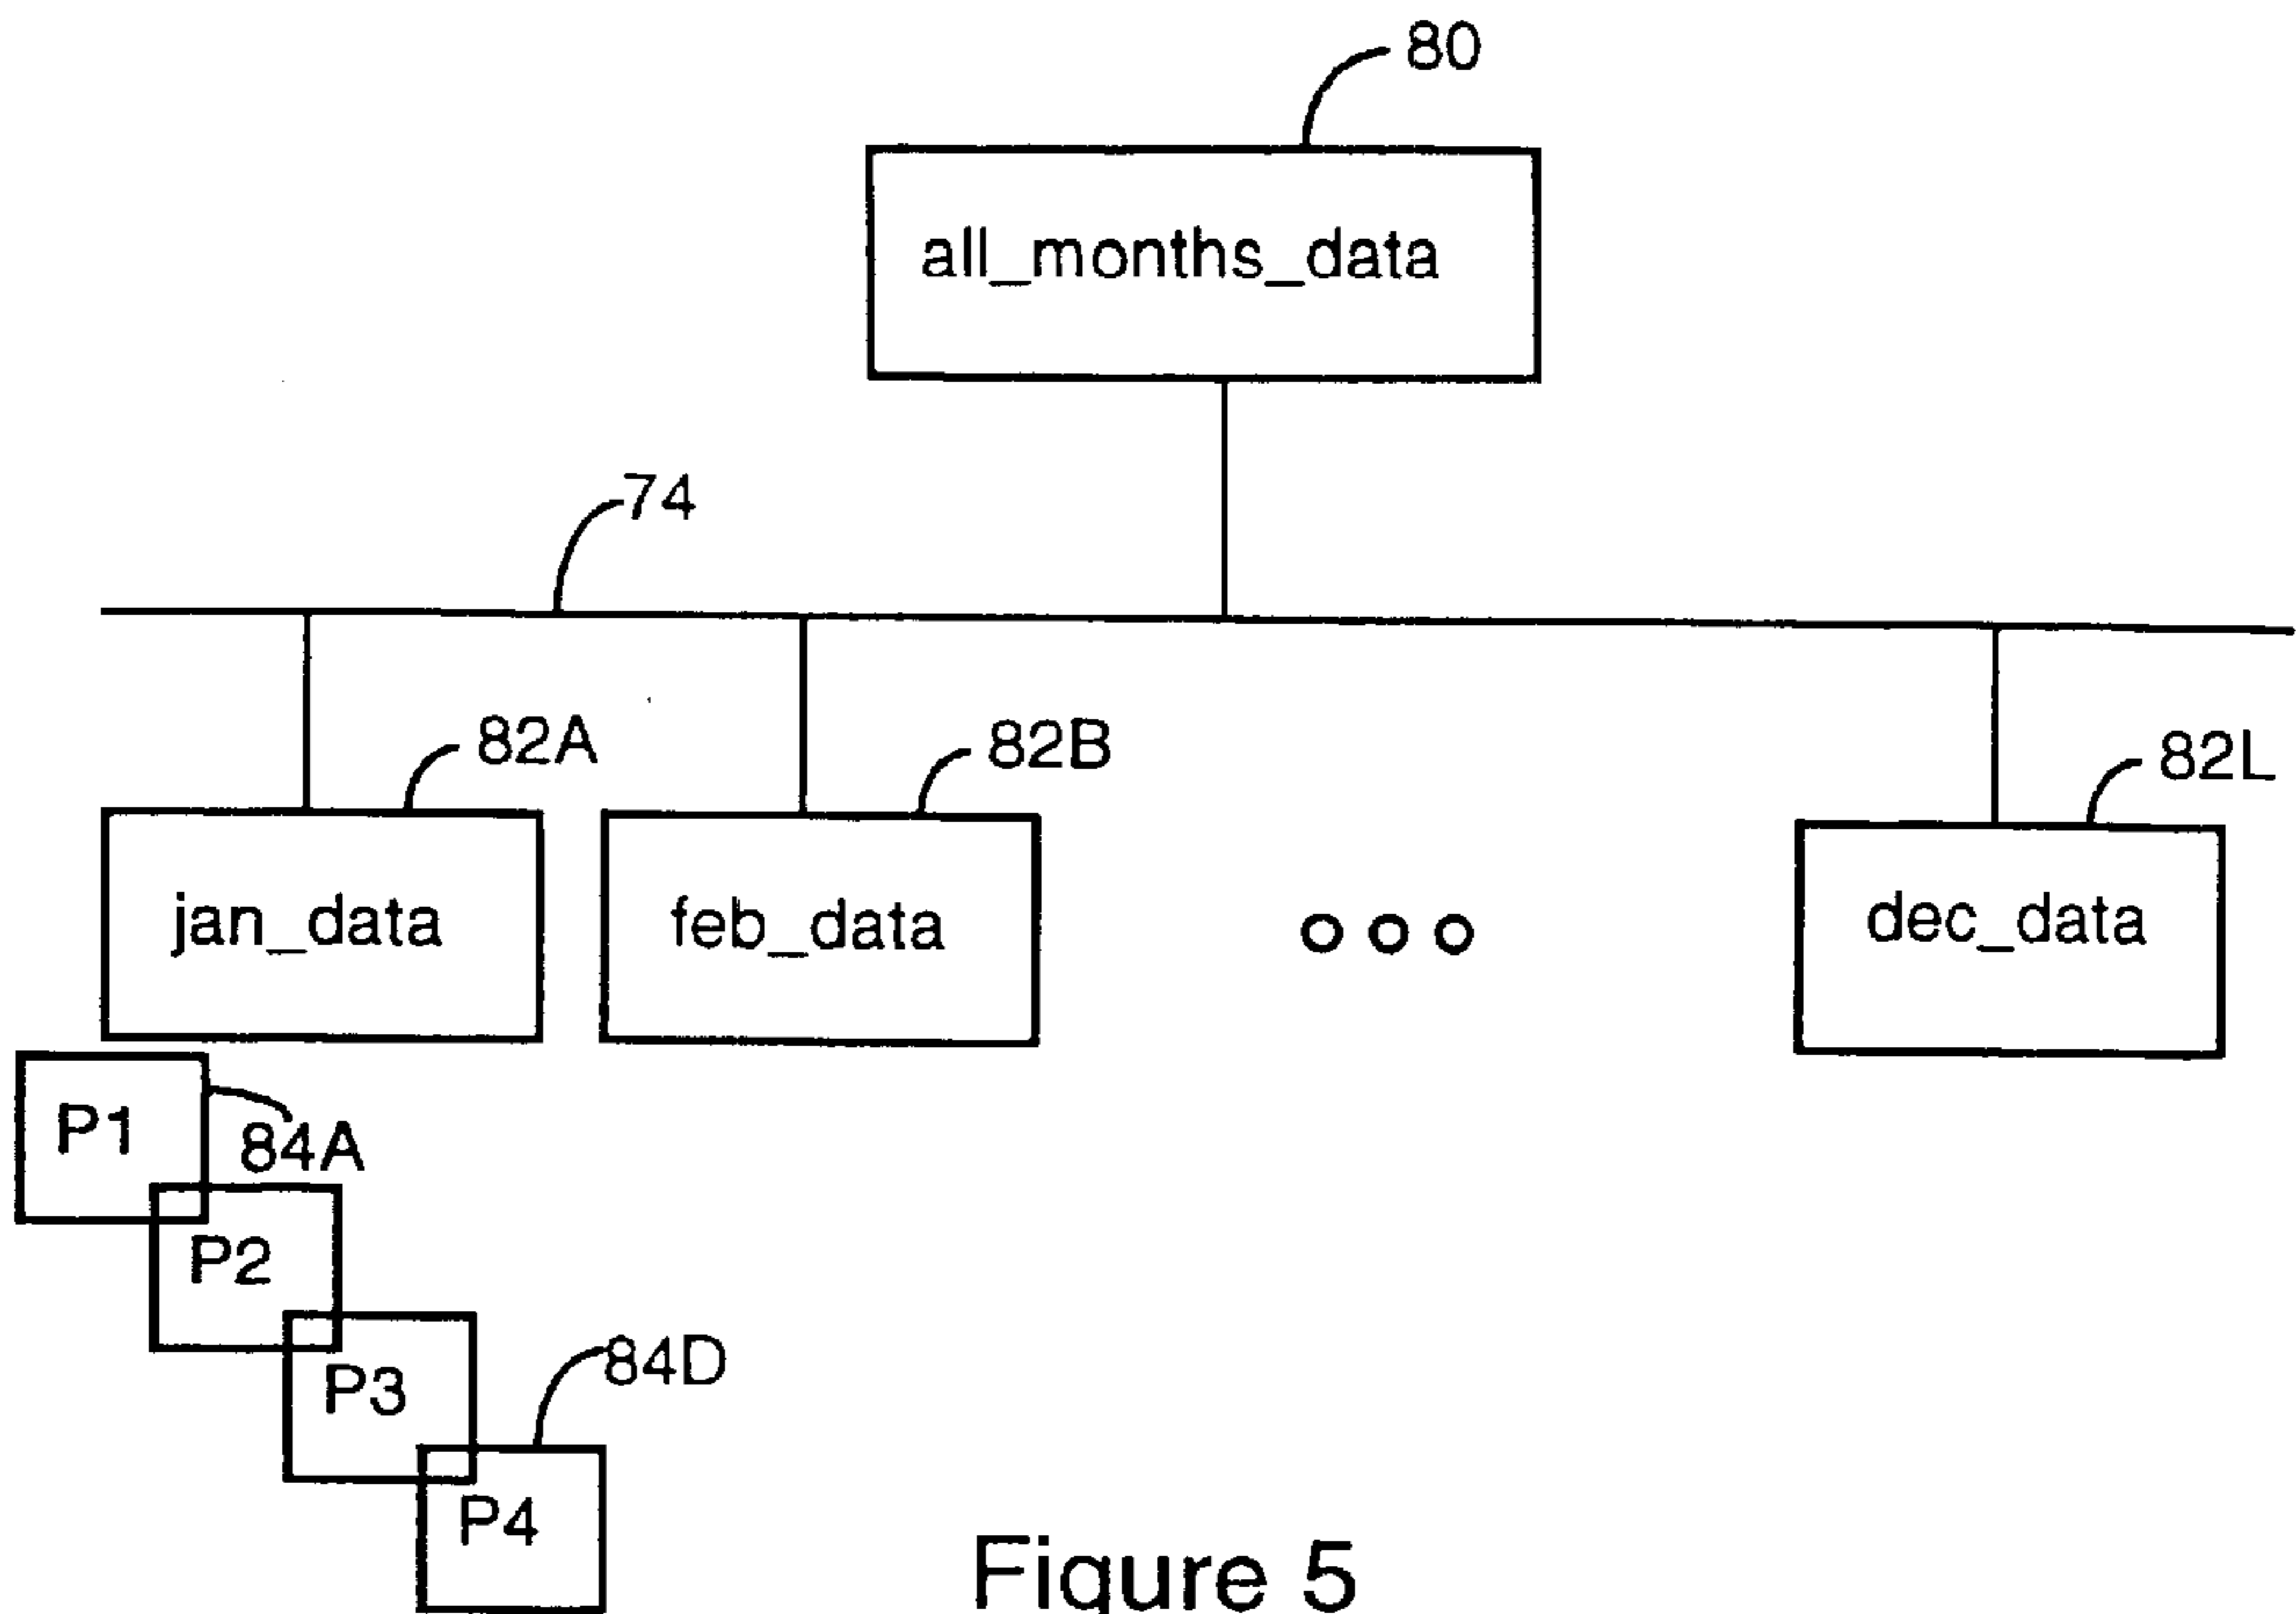 80
all_months_data
74
82A
82B
82L
jan_data
feb_data
dec_data
P1
84A
P2
P3
84D
P4
Figure 5